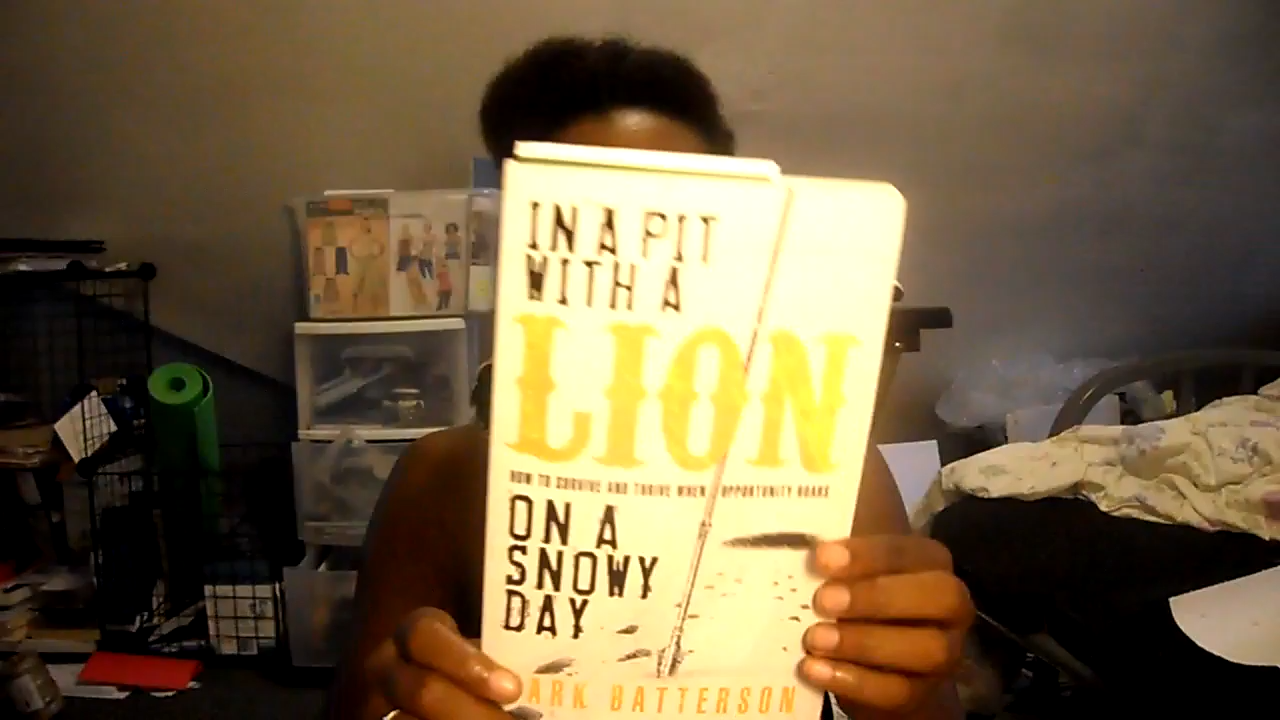 IN A PIT
WITH A
LION
HOW TO SURVIVE AND THRIVE WHEN OPPORTUNITY ROARS
ON A
SNOWY
DAY
ARK BATTERSON